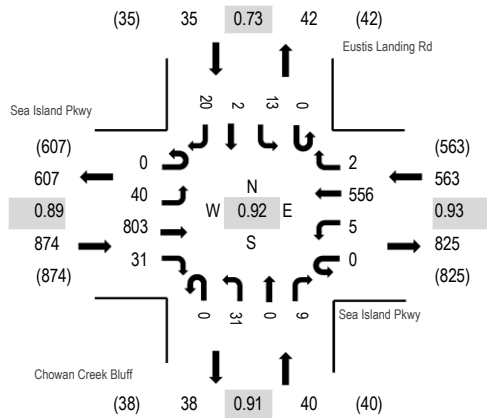 (35) 35 0.73 42 (42)
Eustis Landing Rd
Sea Island Pkwy
20 2 13 0
(607) (563)
0 2
607 563
40 N 556
0.89 W 0.92 E 0.93
803 5
874 S 825
31 0
(874) (825)
0 31 0 9
Sea Island Pkwy
Chowan Creek Bluff
(38) 38 0.91 40 (40)